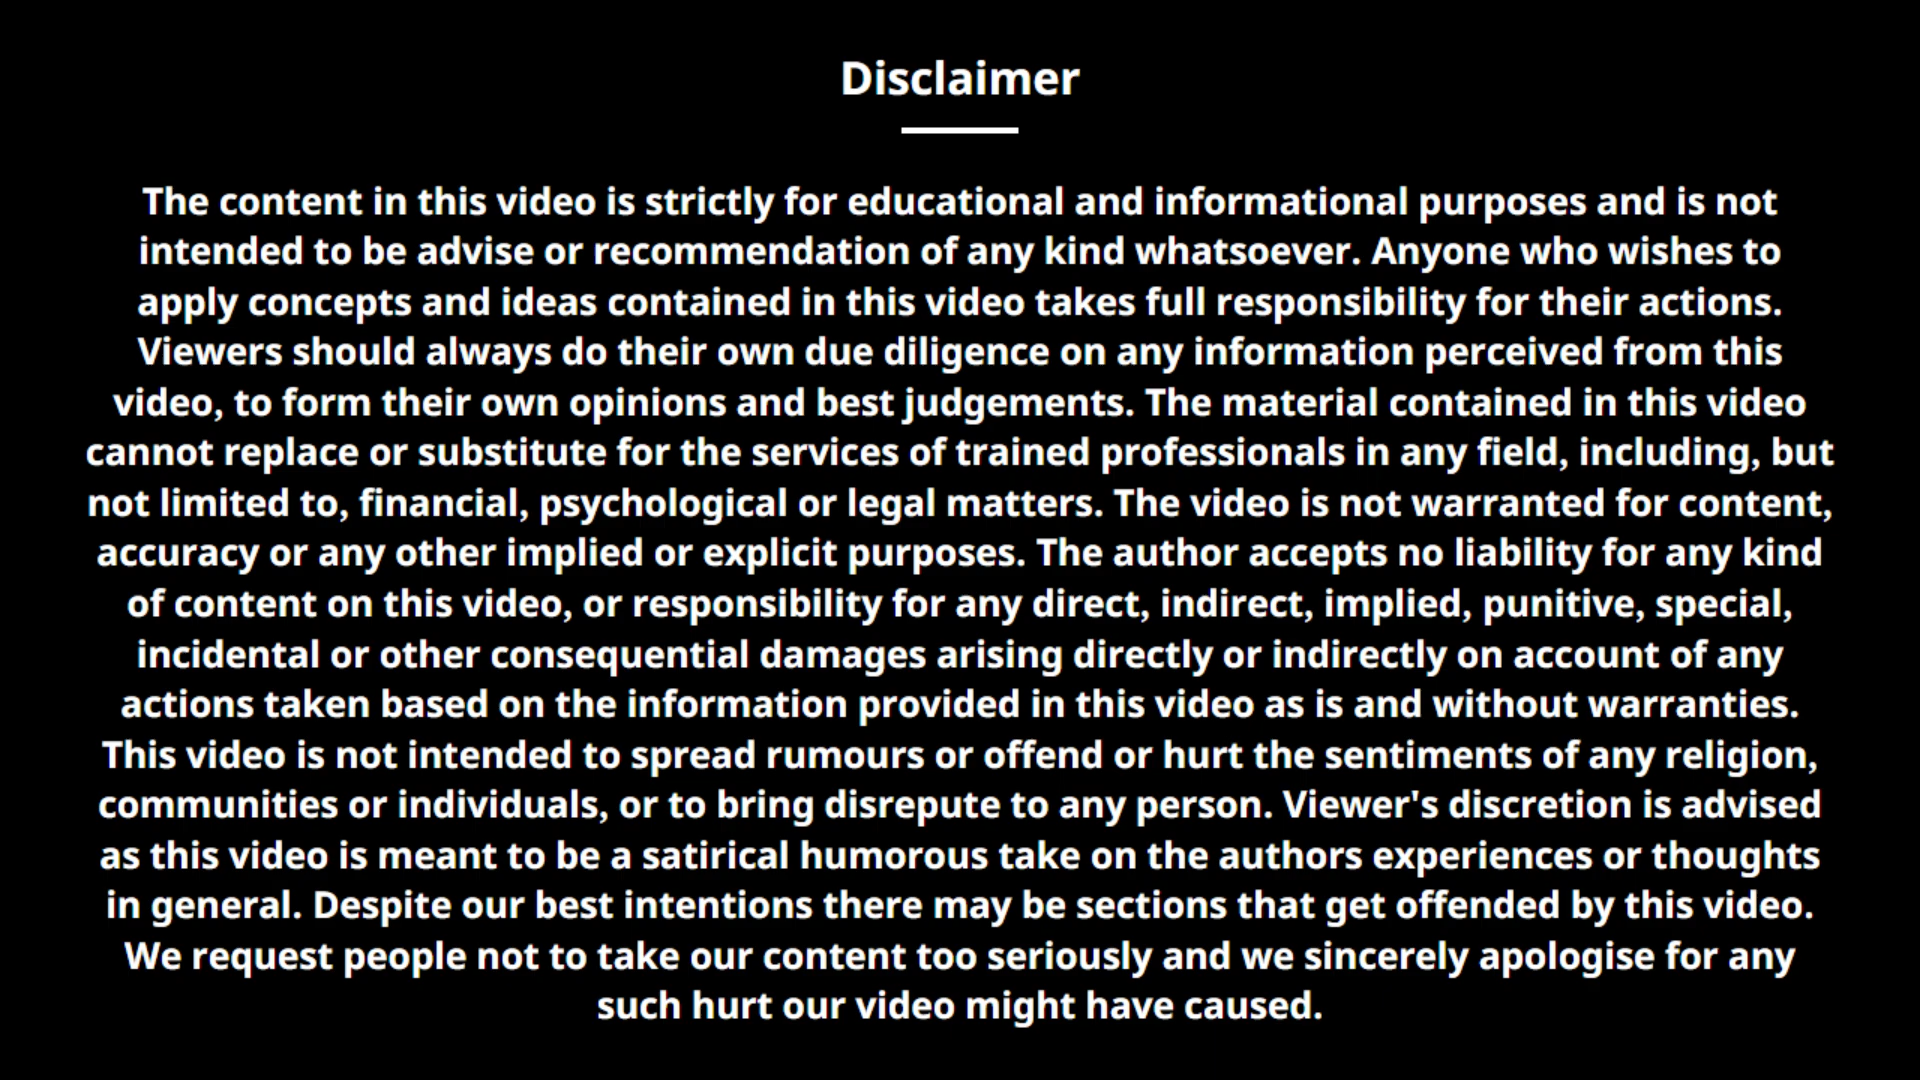 Disclaimer
The content in this video is strictly for educational and informational purposes and is not
intended to be advise or recommendation of any kind whatsoever. Anyone who wishes to
apply concepts and ideas contained in this video takes full responsibility for their actions.
Viewers should always do their own due diligence on any information perceived from this
video, to form their own opinions and best judgements. The material contained in this video
cannot replace or substitute for the services of trained professionals in any field, including, but
not limited to, financial, psychological or legal matters. The video is not warranted for content,
accuracy or any other implied or explicit purposes. The author accepts no liability for any kind
of content on this video, or responsibility for any direct, indirect, implied, punitive, special,
incidental or other consequential damages arising directly or indirectly on account of any
actions taken based on the information provided in this video as is and without warranties.
This video is not intended to spread rumours or offend or hurt the sentiments of any religion,
communities or individuals, or to bring disrepute to any person. Viewer's discretion is advised
as this video is meant to be a satirical humorous take on the authors experiences or thoughts
in general. Despite our best intentions there may be sections that get offended by this video.
We request people not to take our content too seriously and we sincerely apologise for any
such hurt our video might have caused.